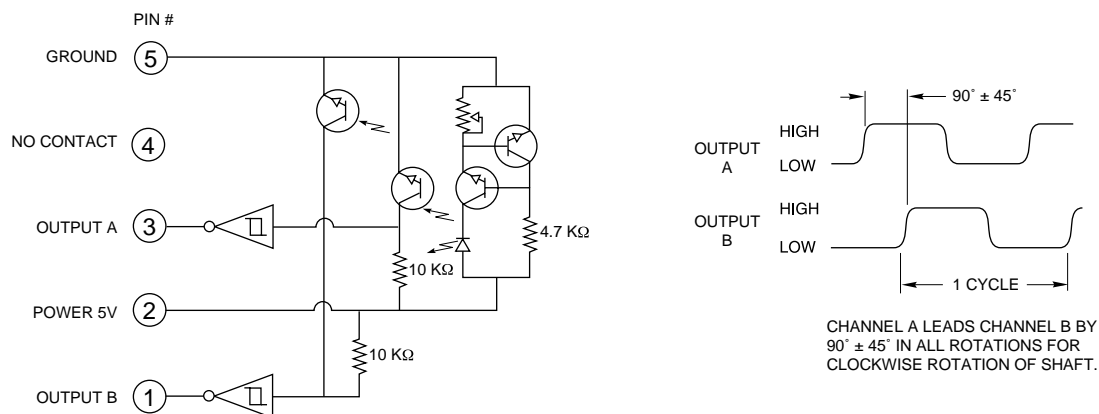 PIN #
GROUND 5
NO CONTACT 4
OUTPUT A 3
POWER 5V 2
OUTPUT B 1
10 KΩ
10 KΩ
4.7 KΩ
90˚ ± 45˚
OUTPUT
A
HIGH
LOW
OUTPUT
B
HIGH
LOW
1 CYCLE
CHANNEL A LEADS CHANNEL B BY
90˚ ± 45˚ IN ALL ROTATIONS FOR
CLOCKWISE ROTATION OF SHAFT.